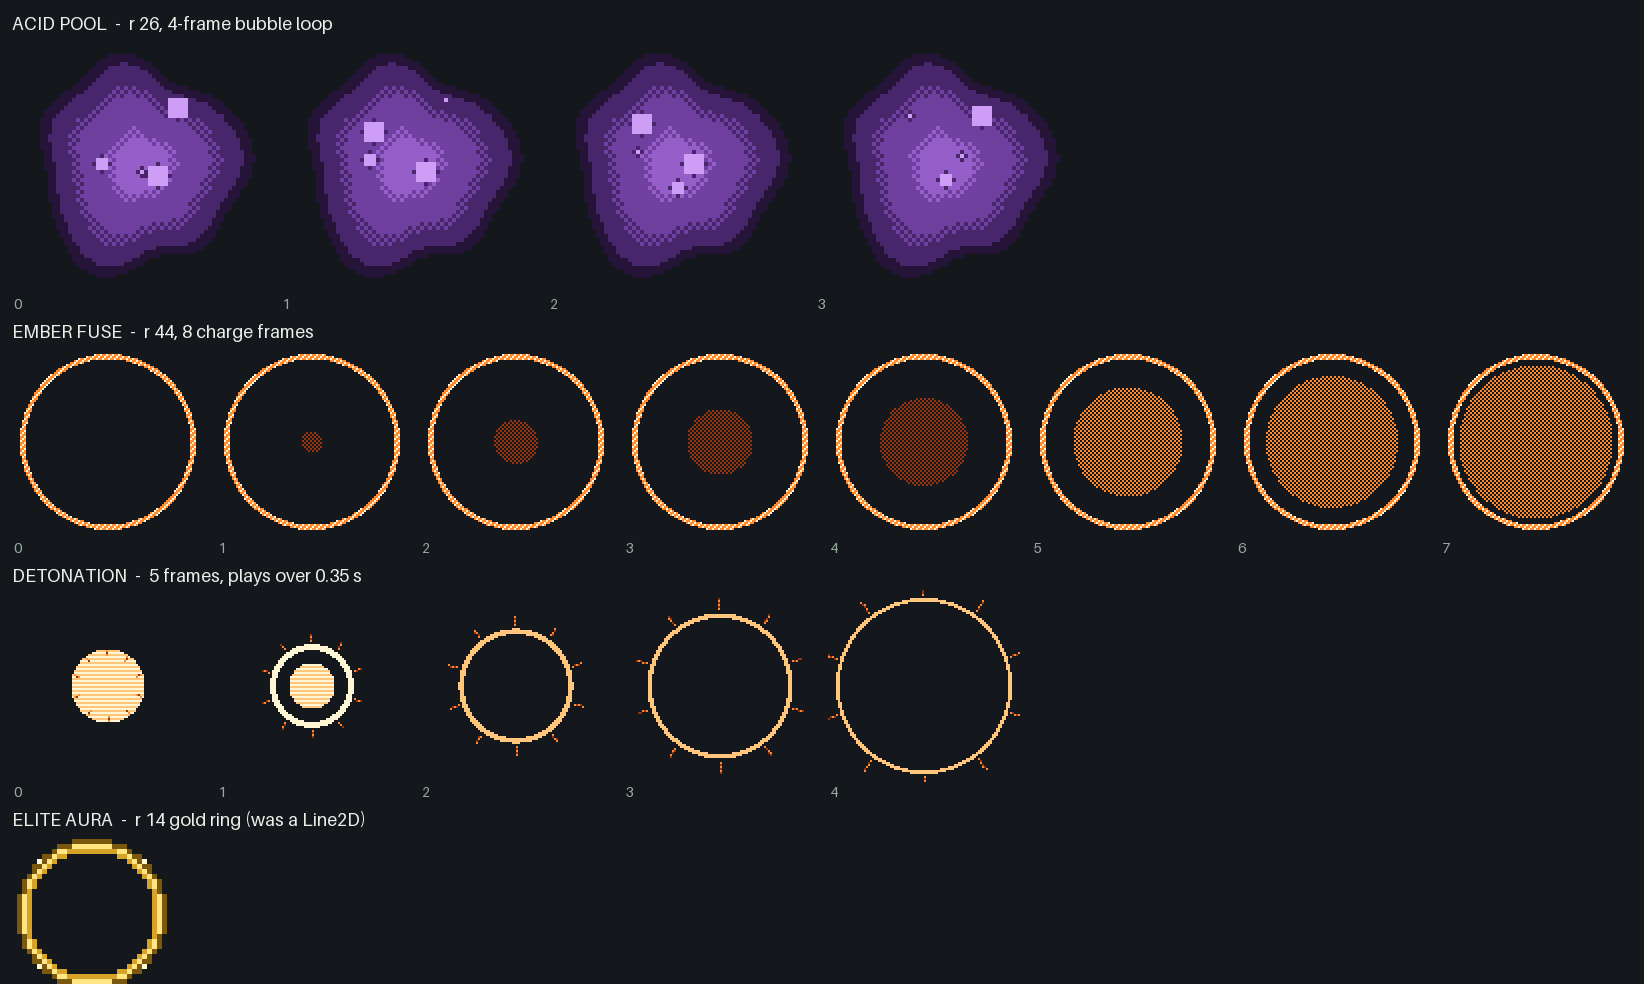 ACID POOL - r 26, 4-frame bubble loop
0 1 2 3
EMBER FUSE - r 44, 8 charge frames
0 1 2 3 4 5 6 7
DETONATION - 5 frames, plays over 0.35 s
0 1 2 3 4
ELITE AURA - r 14 gold ring (was a Line2D)